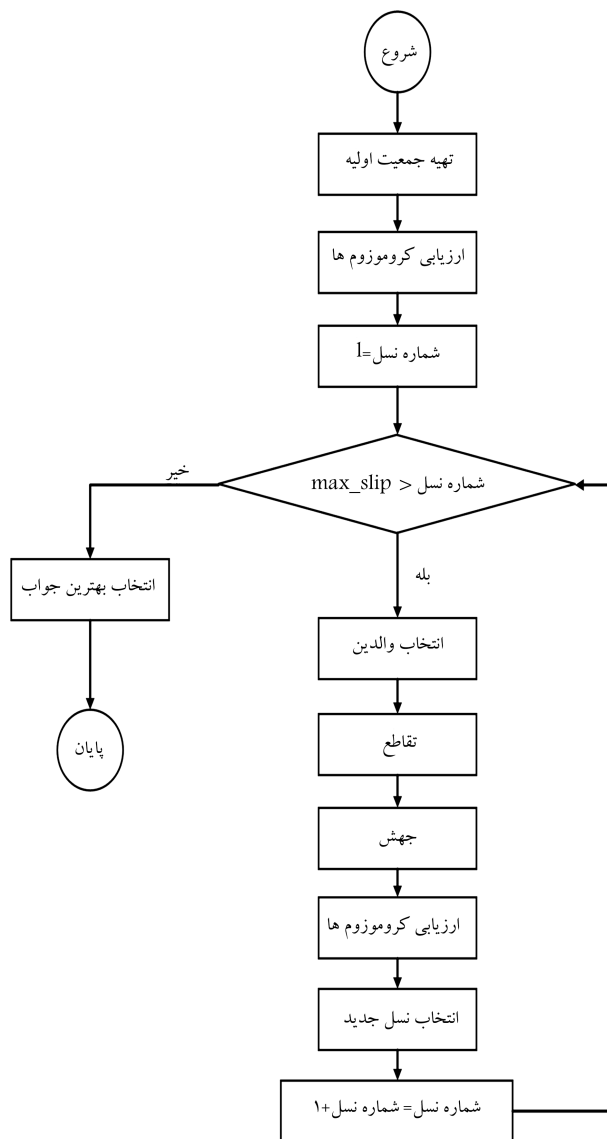 شروع
تهیه جمعیت اولیه
ارزیابی کروموزوم ها
شماره نسل=1
شماره نسل < max_slip
خیر
بله
انتخاب بهترین جواب
پایان
انتخاب والدین
تقاطع
جهش
ارزیابی کروموزوم ها
انتخاب نسل جدید
شماره نسل= شماره نسل+۱